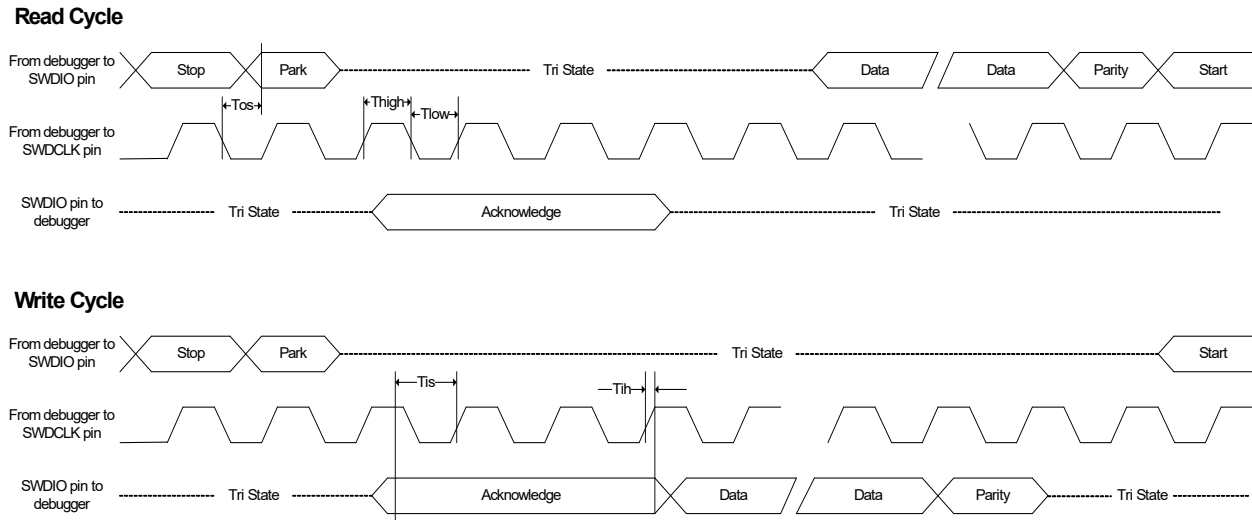 Read Cycle
From debugger to
SWDIO pin
Stop
Park
Tri State
Data
Data
Parity
Start
Tos
Thigh
Tlow
From debugger to
SWDCLK pin
SWDIO pin to
debugger
Tri State
Acknowledge
Tri State
Write Cycle
From debugger to
SWDIO pin
Stop
Park
Tri State
Start
Tis
Tih
From debugger to
SWDCLK pin
SWDIO pin to
debugger
Tri State
Acknowledge
Data
Data
Parity
Tri State